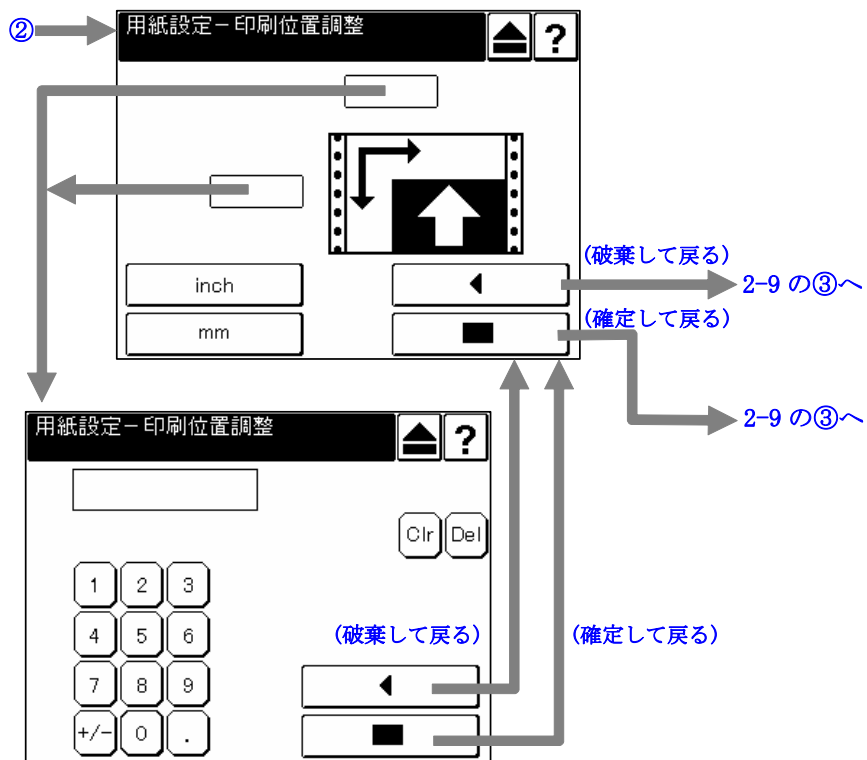 ②
用紙設定－印刷位置調整
?
(破棄して戻る)
inch
2-9 の③へ
(確定して戻る)
mm
2-9 の③へ
用紙設定－印刷位置調整
?
Clr Del
1 2 3
4 5 6
(破棄して戻る)
(確定して戻る)
7 8 9
+/- 0 .